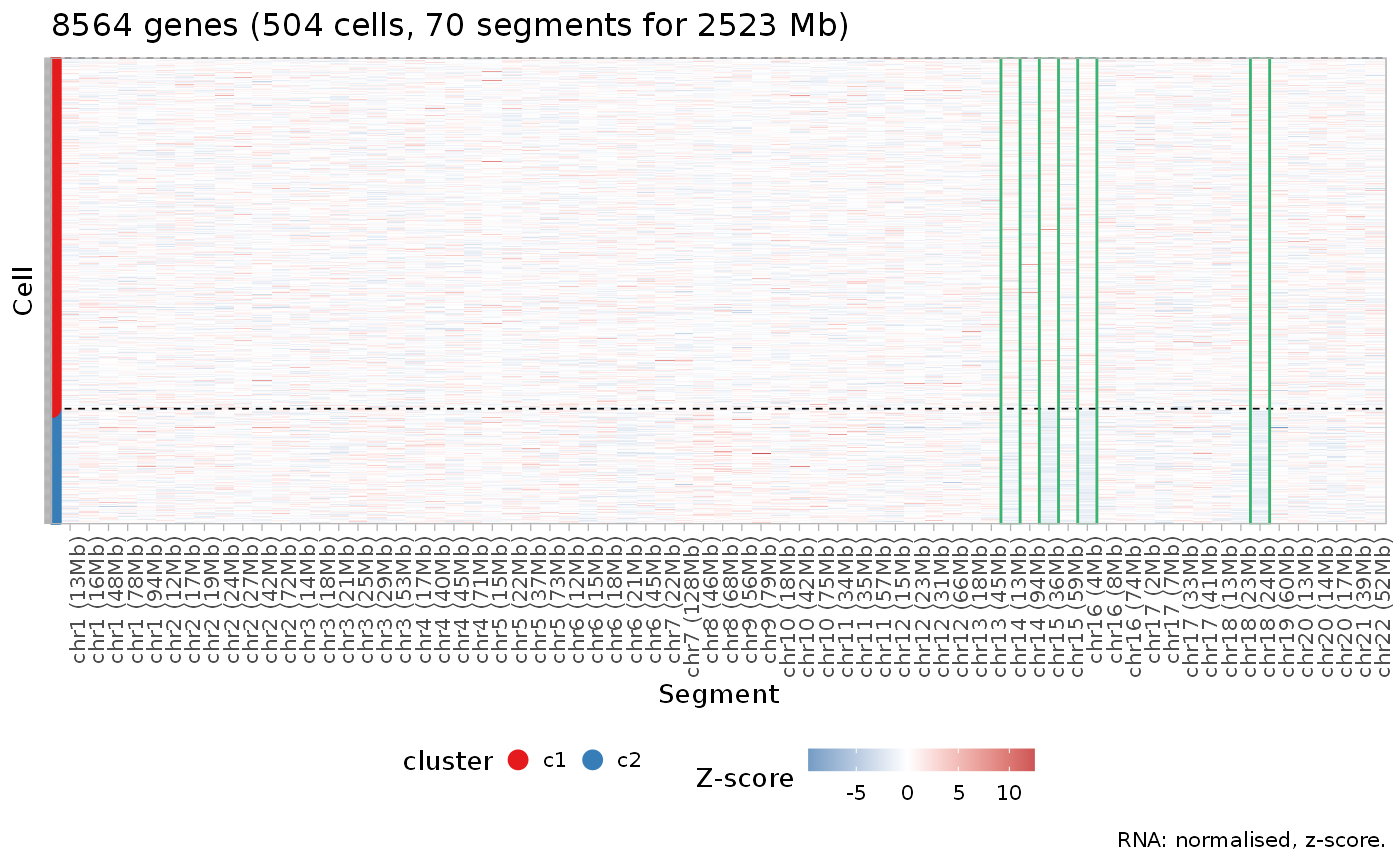 8564 genes (504 cells, 70 segments for 2523 Mb)
Cell
chr1 (13Mb)
chr1 (16Mb)
chr1 (48Mb)
chr1 (78Mb)
chr1 (94Mb)
chr2 (12Mb)
chr2 (17Mb)
chr2 (19Mb)
chr2 (24Mb)
chr2 (27Mb)
chr2 (42Mb)
chr2 (72Mb)
chr3 (14Mb)
chr3 (18Mb)
chr3 (21Mb)
chr3 (25Mb)
chr3 (29Mb)
chr3 (53Mb)
chr4 (17Mb)
chr4 (40Mb)
chr4 (45Mb)
chr4 (71Mb)
chr5 (15Mb)
chr5 (22Mb)
chr5 (37Mb)
chr5 (73Mb)
chr6 (12Mb)
chr6 (15Mb)
chr6 (18Mb)
chr6 (21Mb)
chr6 (45Mb)
chr7 (22Mb)
chr7 (128Mb)
chr8 (46Mb)
chr8 (68Mb)
chr9 (56Mb)
chr9 (79Mb)
chr10 (18Mb)
chr10 (42Mb)
chr10 (75Mb)
chr11 (34Mb)
chr11 (35Mb)
chr11 (57Mb)
chr12 (15Mb)
chr12 (23Mb)
chr12 (31Mb)
chr12 (66Mb)
chr13 (18Mb)
chr13 (45Mb)
chr14 (13Mb)
chr14 (94Mb)
chr15 (36Mb)
chr15 (59Mb)
chr16 (4Mb)
chr16 (8Mb)
chr16 (74Mb)
chr17 (2Mb)
chr17 (7Mb)
chr17 (33Mb)
chr17 (41Mb)
chr18 (13Mb)
chr18 (23Mb)
chr18 (24Mb)
chr19 (60Mb)
chr20 (13Mb)
chr20 (14Mb)
chr20 (17Mb)
chr21 (39Mb)
chr22 (52Mb)
Segment
cluster c1 c2
Z-score
-5 0 5 10
RNA: normalised, z-score.